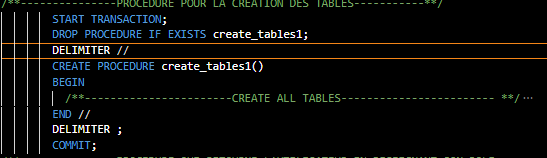 /**---------------PROCEDURE POUR LA CREATION DES TABLES-----------**/
START TRANSACTION;
DROP PROCEDURE IF EXISTS create_tables1;
DELIMITER //
CREATE PROCEDURE create_tables1()
BEGIN
/**-----------------------CREATE ALL TABLES------------------------ **/···
END //
DELIMITER ;
COMMIT;